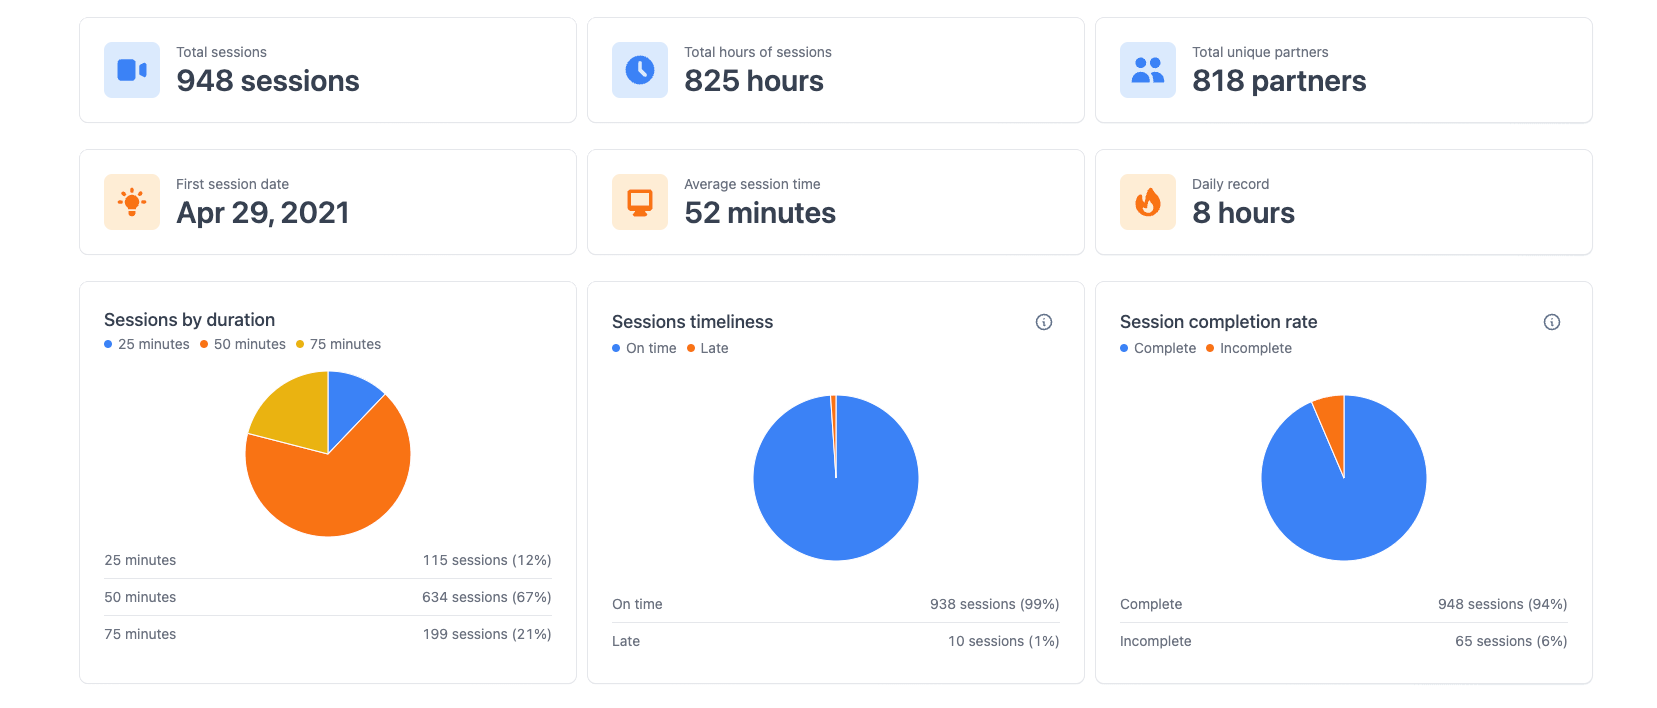 Total sessions
948 sessions
Total hours of sessions
825 hours
Total unique partners
818 partners
First session date
Apr 29, 2021
Average session time
52 minutes
Daily record
8 hours
Sessions by duration
25 minutes 50 minutes 75 minutes
25 minutes 115 sessions (12%)
50 minutes 634 sessions (67%)
75 minutes 199 sessions (21%)
Sessions timeliness
On time Late
On time 938 sessions (99%)
Late 10 sessions (1%)
Session completion rate
Complete Incomplete
Complete 948 sessions (94%)
Incomplete 65 sessions (6%)